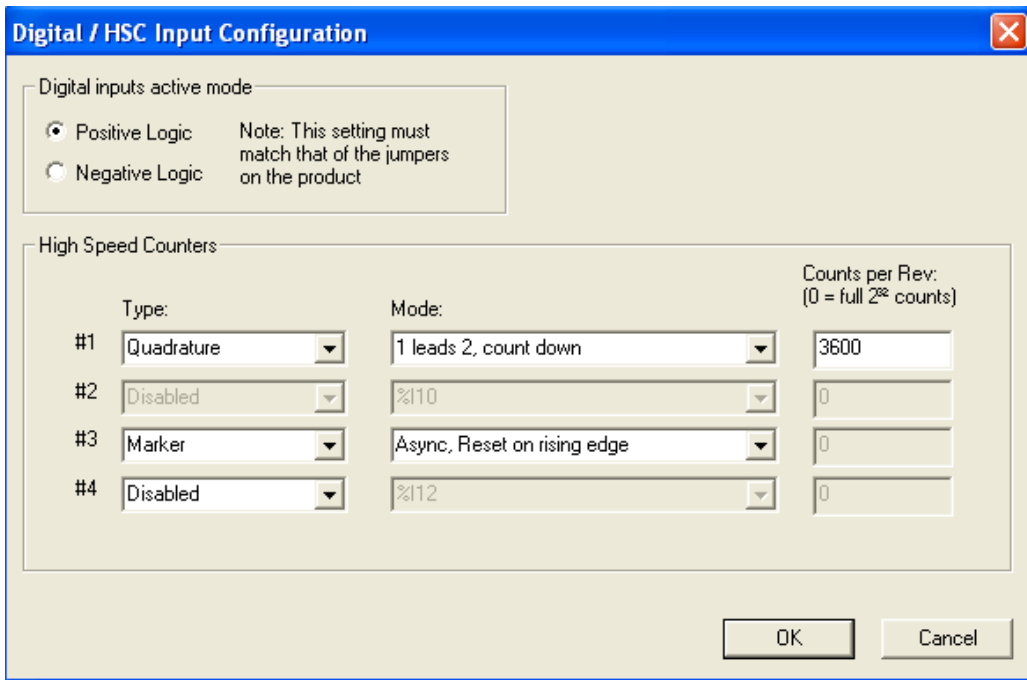 Digital / HSC Input Configuration
Digital inputs active mode
Positive Logic
Negative Logic
Note: This setting must
match that of the jumpers
on the product
High Speed Counters
Type:
Mode:
Counts per Rev:
(0 = full 2³² counts)
#1 Quadrature 1 leads 2, count down 3600
#2 Disabled %I10 0
#3 Marker Async, Reset on rising edge 0
#4 Disabled %I12 0
OK Cancel